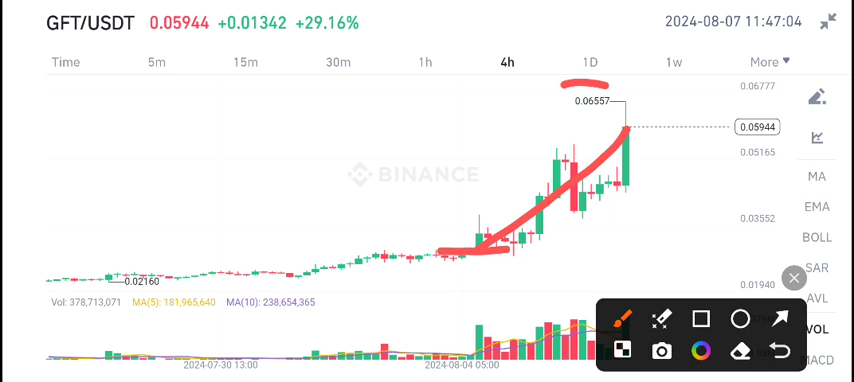 GFT/USDT 0.05944 +0.01342 +29.16% 2024-08-07 11:47:04
Time 5m 15m 30m 1h 4h 1D 1w More
0.06777
0.06557
0.05944
0.05165
BINANCE
MA
EMA
0.03552
BOLL
SAR
0.02160
0.01940
AVL
Vol: 378,713,071 MA(5): 181,965,640 MA(10): 238,654,365
VOL
MACD
2024-07-30 13:00 2024-08-04 05:00